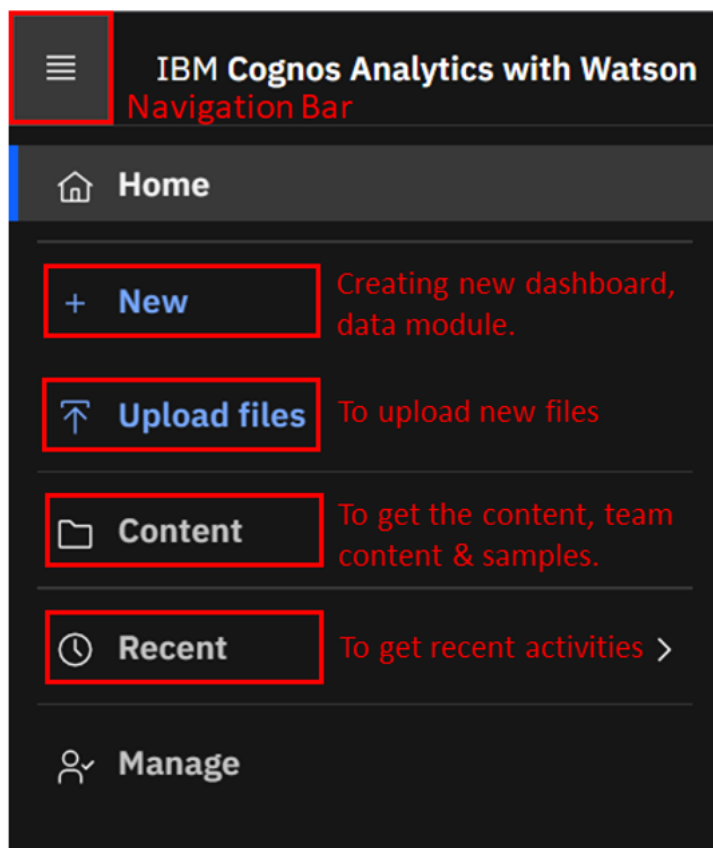 IBM Cognos Analytics with Watson
Navigation Bar
Home
New
Creating new dashboard,
data module.
Upload files
To upload new files
Content
To get the content, team
content & samples.
Recent
To get recent activities
Manage